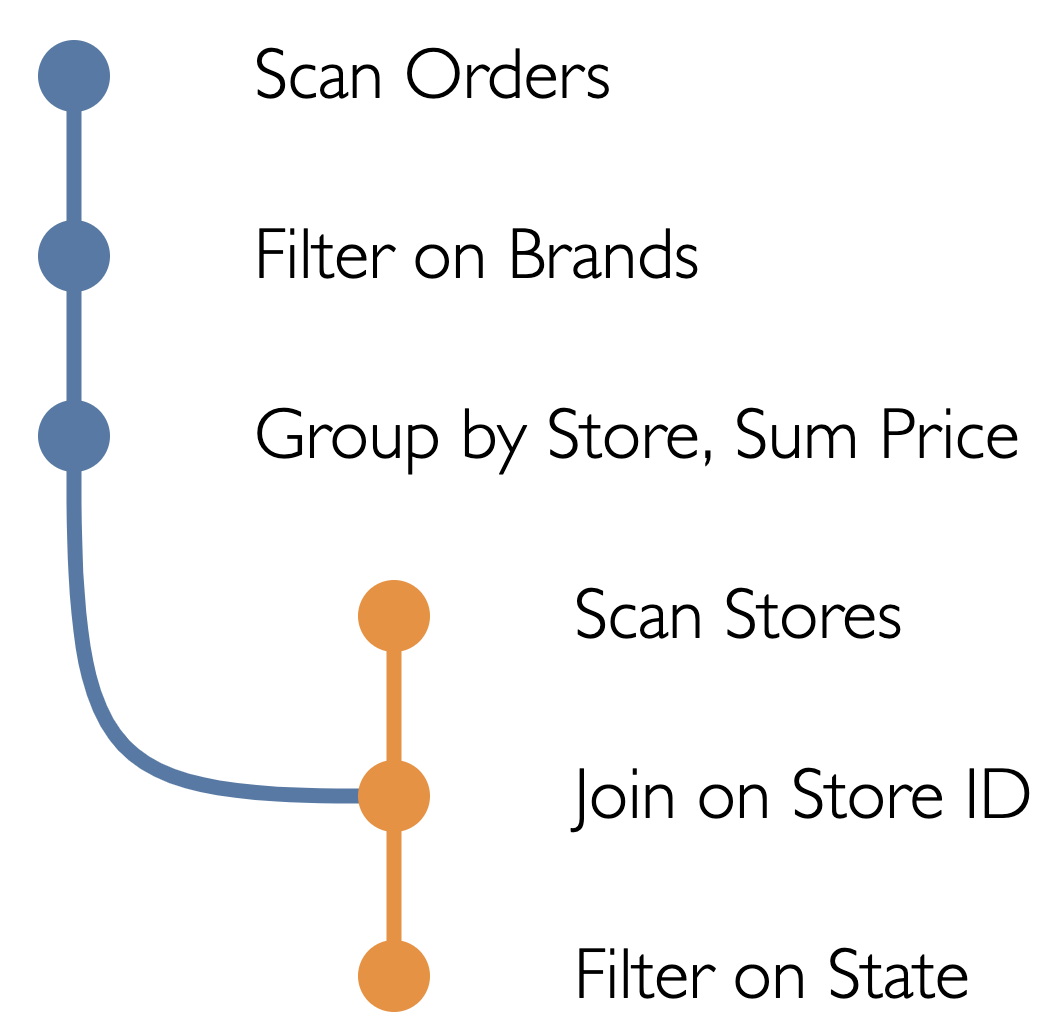 Scan Orders
Filter on Brands
Group by Store, Sum Price
Scan Stores
Join on Store ID
Filter on State